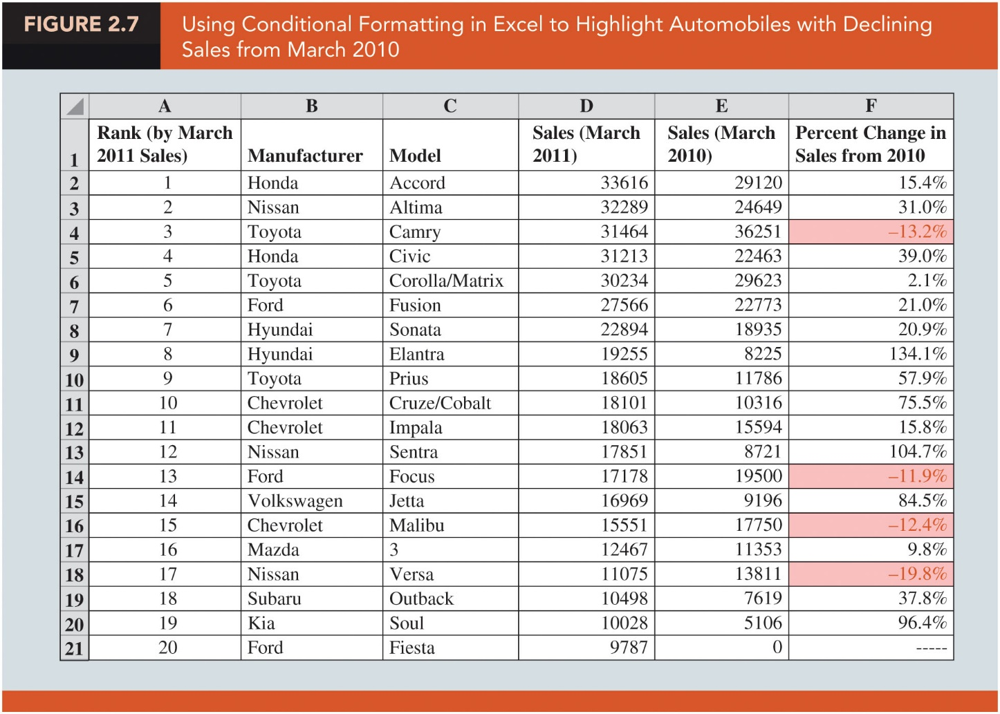 FIGURE 2.7
Using Conditional Formatting in Excel to Highlight Automobiles with Declining
Sales from March 2010
A B C D E F
1 Rank (by March 2011 Sales) Manufacturer Model Sales (March 2011) Sales (March 2010) Percent Change in Sales from 2010
2 1 Honda Accord 33616 29120 15.4%
3 2 Nissan Altima 32289 24649 31.0%
4 3 Toyota Camry 31464 36251 –13.2%
5 4 Honda Civic 31213 22463 39.0%
6 5 Toyota Corolla/Matrix 30234 29623 2.1%
7 6 Ford Fusion 27566 22773 21.0%
8 7 Hyundai Sonata 22894 18935 20.9%
9 8 Hyundai Elantra 19255 8225 134.1%
10 9 Toyota Prius 18605 11786 57.9%
11 10 Chevrolet Cruze/Cobalt 18101 10316 75.5%
12 11 Chevrolet Impala 18063 15594 15.8%
13 12 Nissan Sentra 17851 8721 104.7%
14 13 Ford Focus 17178 19500 –11.9%
15 14 Volkswagen Jetta 16969 9196 84.5%
16 15 Chevrolet Malibu 15551 17750 –12.4%
17 16 Mazda 3 12467 11353 9.8%
18 17 Nissan Versa 11075 13811 –19.8%
19 18 Subaru Outback 10498 7619 37.8%
20 19 Kia Soul 10028 5106 96.4%
21 20 Ford Fiesta 9787 0 -----